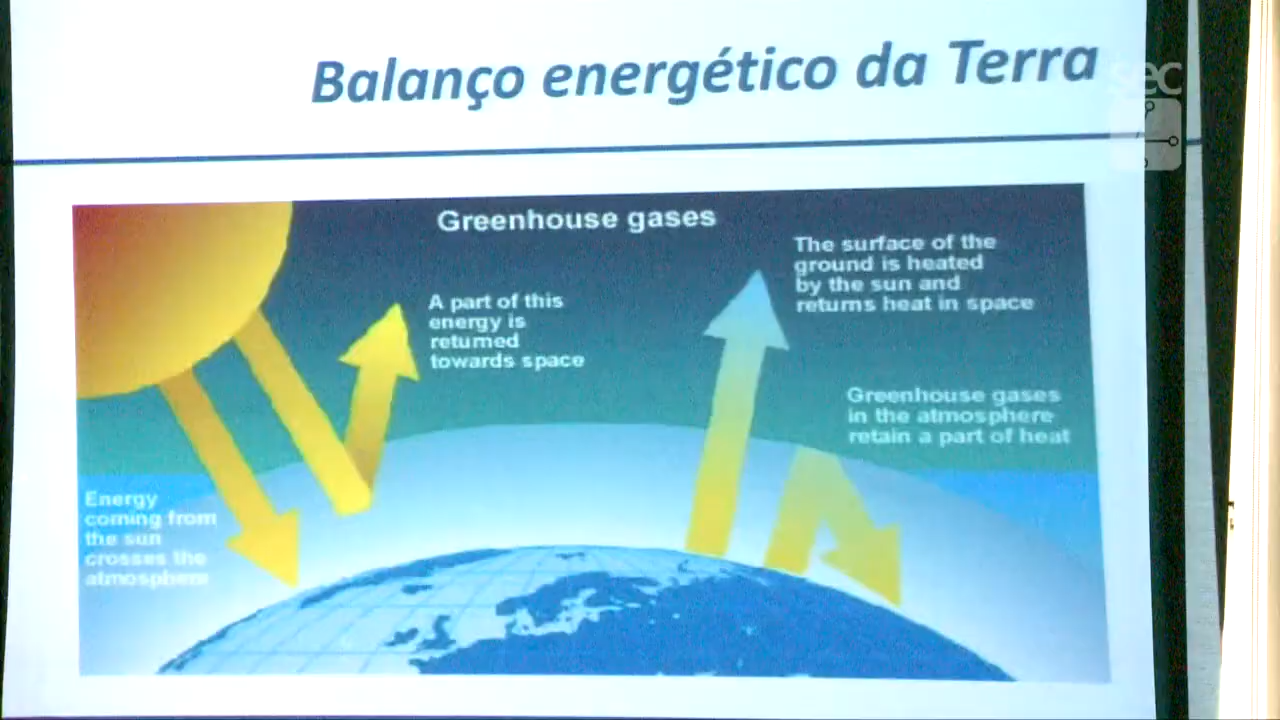 Balanço energético da Terra
sec
Greenhouse gases
The surface of the
ground is heated
by the sun and
returns heat in space
A part of this
energy is
returned
towards space
Greenhouse gases
in the atmosphere
retain a part of heat
Energy
coming from
the sun
crosses the
atmosphere